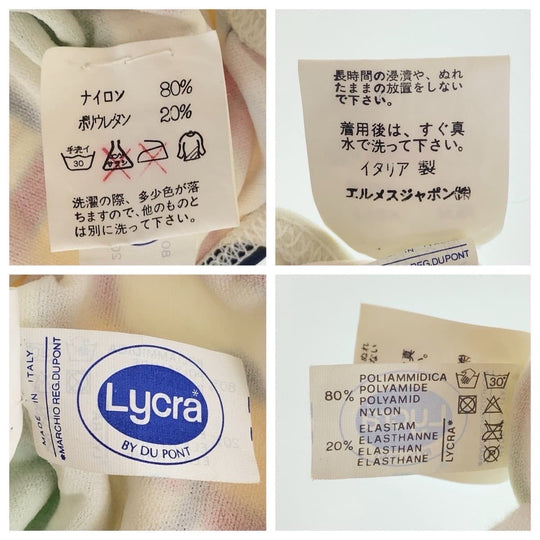 ナイロン 80%
ポリウレタン 20%
手洗イ
30
洗濯の際、多少色が落
ちますので、他のものと
は別に洗って下さい。
長時間の浸漬や、ぬれ
たままの放置をしない
で下さい。
着用後は、すぐ真
水で洗って下さい。
イタリア 製
エルメスジャポン㈱
REG.DUPONT
MADE IN ITALY
*MARCHIO REG.DUPONT
Lycra*
BY DU PONT
80% POLIAMMIDICA
POLYAMIDE
POLYAMID
NYLON
20% ELASTAM
ELASTHANNE
ELASTHAN
ELASTHANE
LYCRA*
30